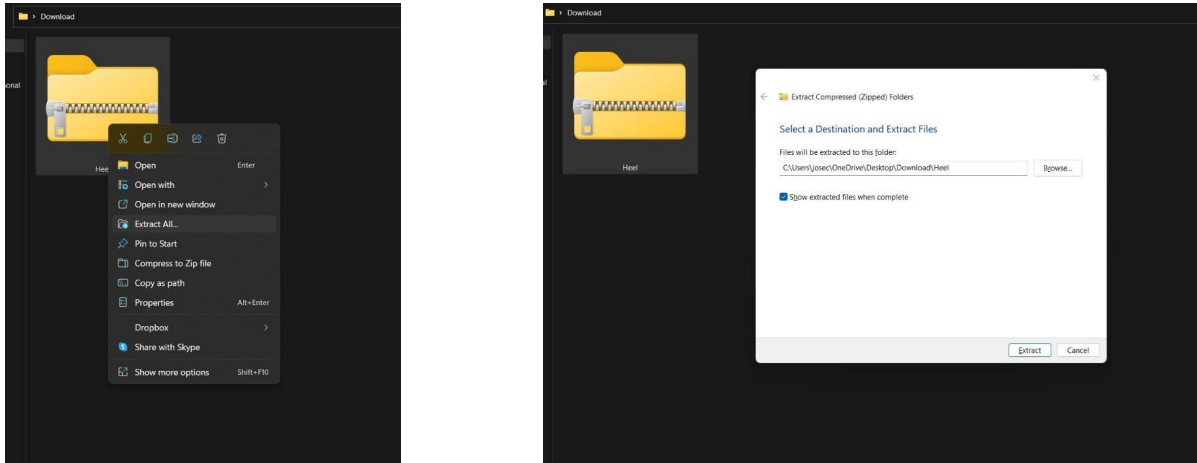 > Download
sonal
Heel
Open Enter
Open with >
Open in new window
Extract All...
Pin to Start
Compress to Zip file
Copy as path
Properties Alt+Enter
Dropbox >
Share with Skype
Show more options Shift+F10
> Download
al
Heel
Extract Compressed (Zipped) Folders
Select a Destination and Extract Files
Files will be extracted to this folder:
C:\Users\josec\OneDrive\Desktop\Download\Heel Browse...
Show extracted files when complete
Extract Cancel